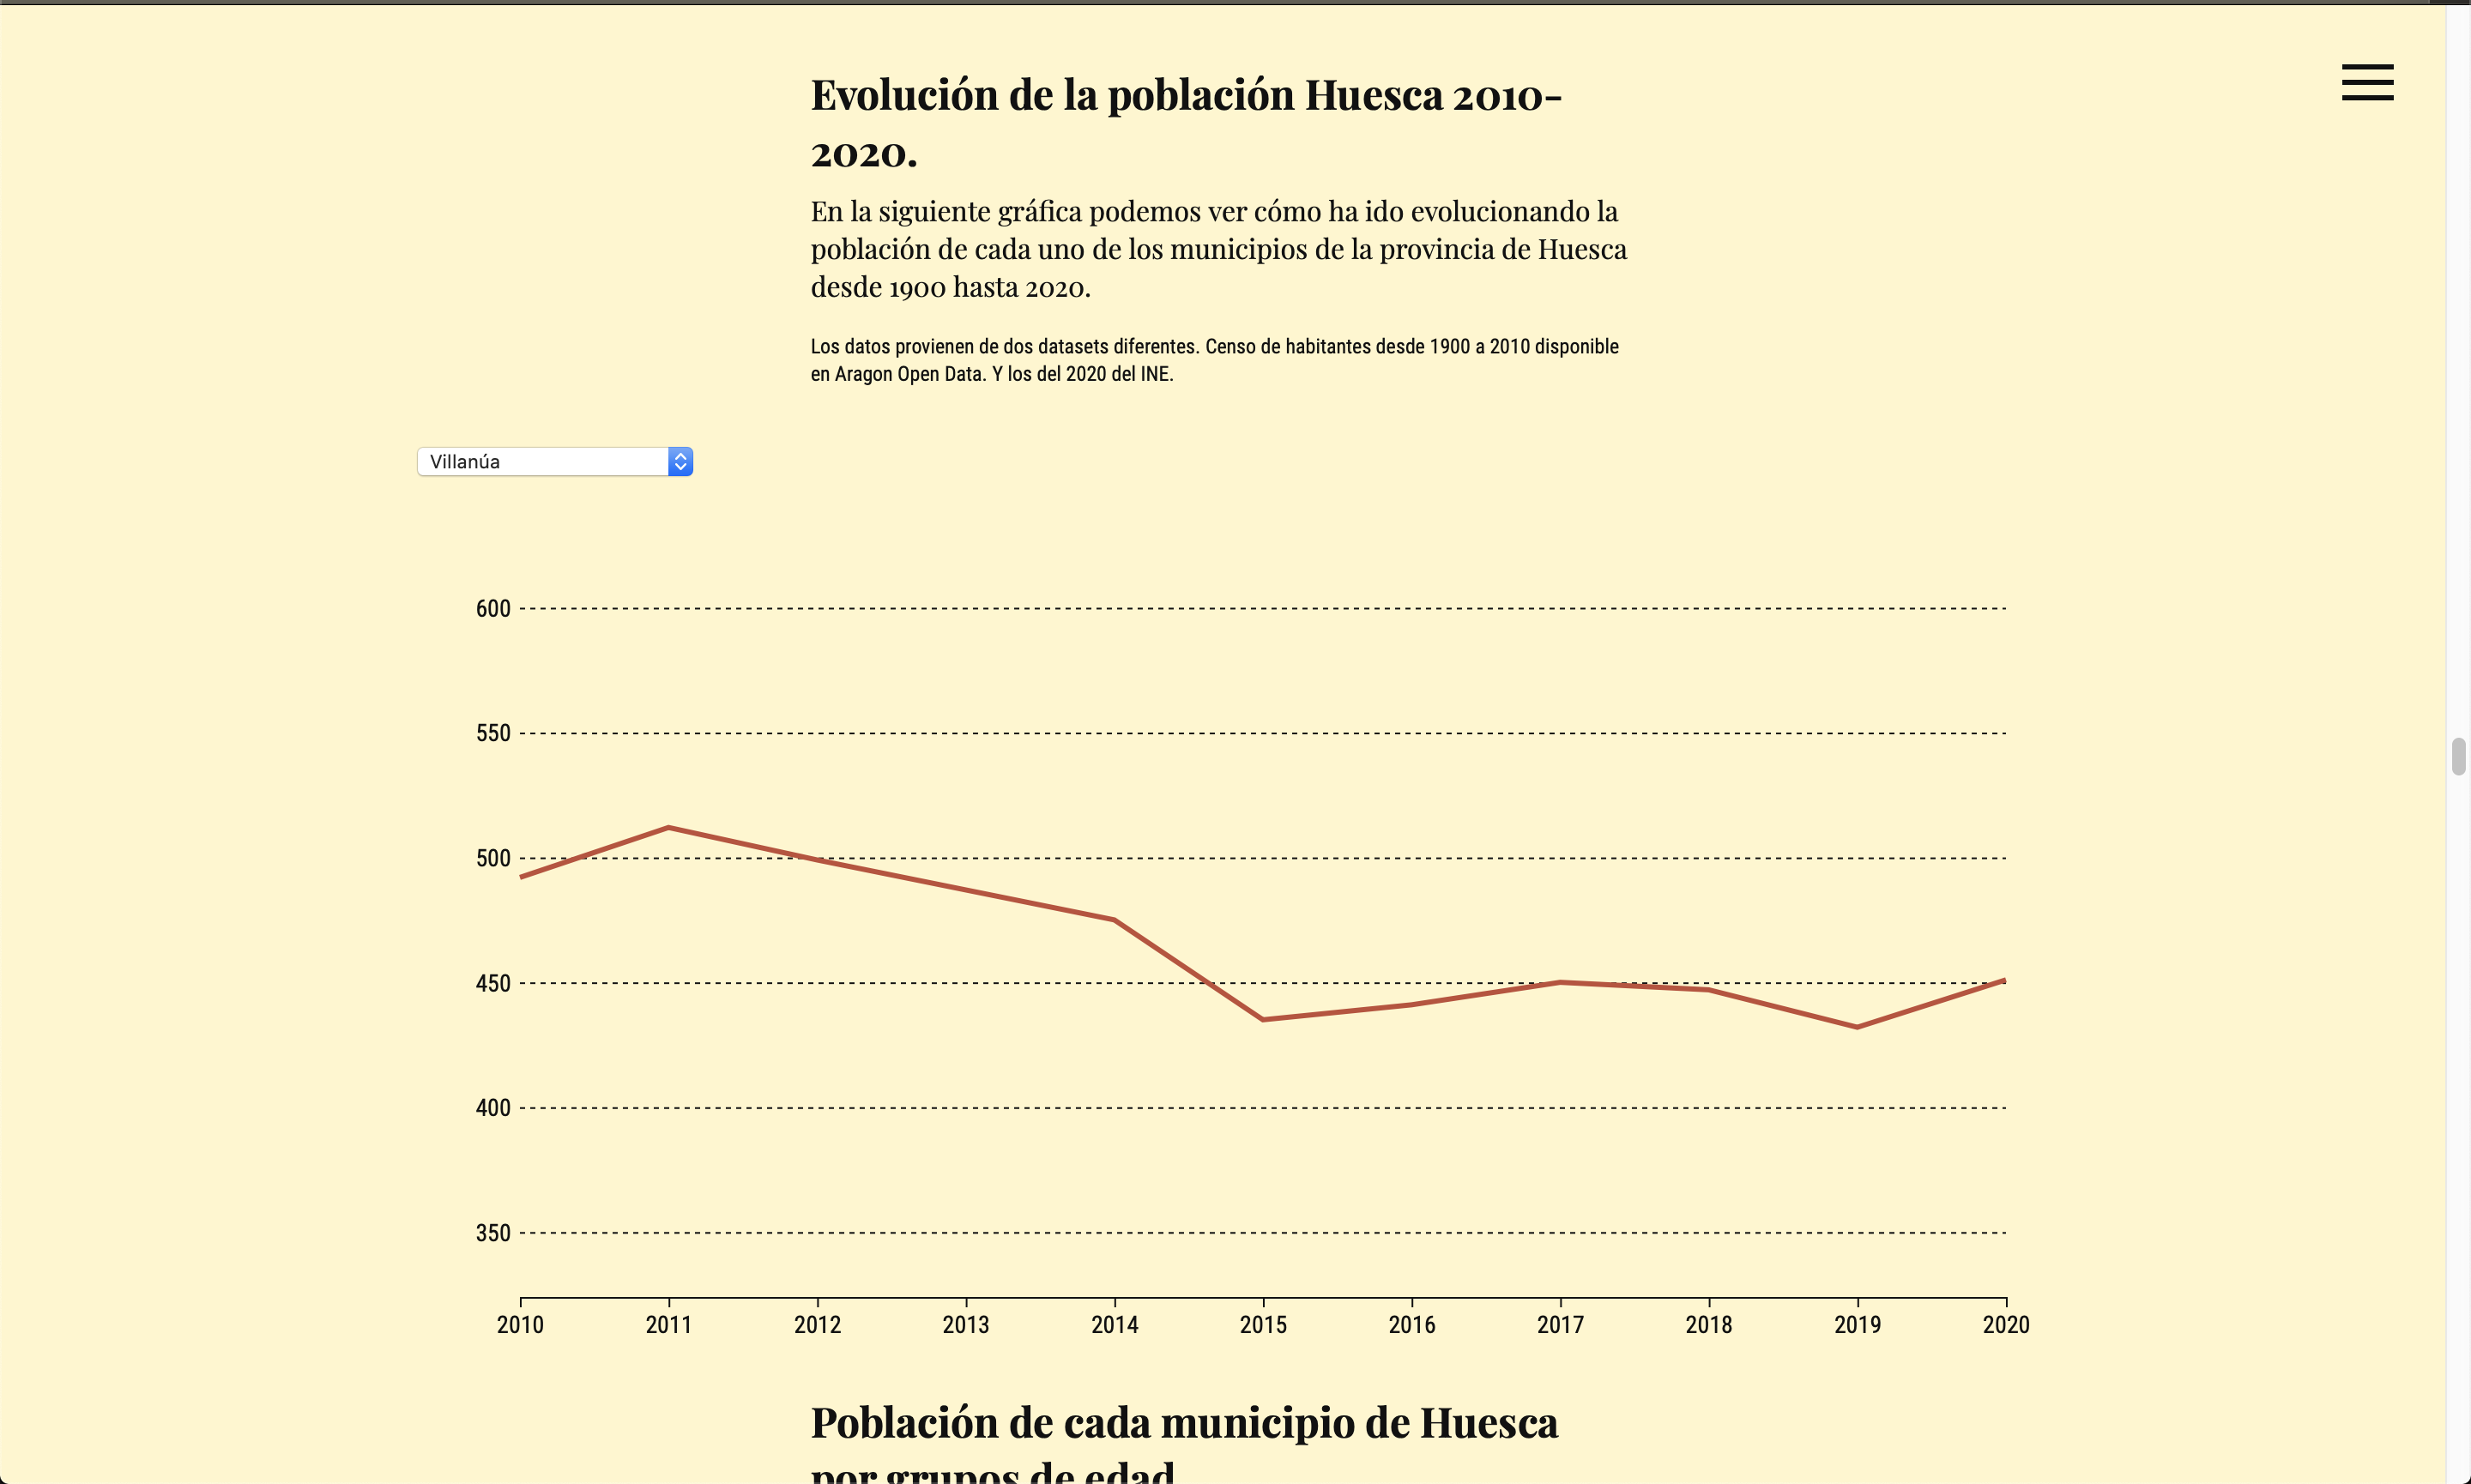 Evolución de la población Huesca 2010-
2020.
En la siguiente gráfica podemos ver cómo ha ido evolucionando la
población de cada uno de los municipios de la provincia de Huesca
desde 1900 hasta 2020.
Los datos provienen de dos datasets diferentes. Censo de habitantes desde 1900 a 2010 disponible
en Aragon Open Data. Y los del 2020 del INE.
Villanúa
600
550
500
450
400
350
2010 2011 2012 2013 2014 2015 2016 2017 2018 2019 2020
Población de cada municipio de Huesca
por grupos de edad